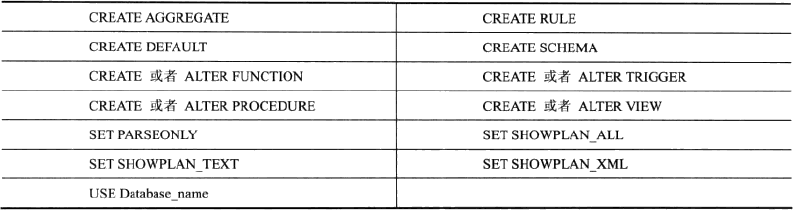 CREATE AGGREGATE CREATE RULE
CREATE DEFAULT CREATE SCHEMA
CREATE 或者 ALTER FUNCTION CREATE 或者 ALTER TRIGGER
CREATE 或者 ALTER PROCEDURE CREATE 或者 ALTER VIEW
SET PARSEONLY SET SHOWPLAN_ALL
SET SHOWPLAN_TEXT SET SHOWPLAN_XML
USE Database_name